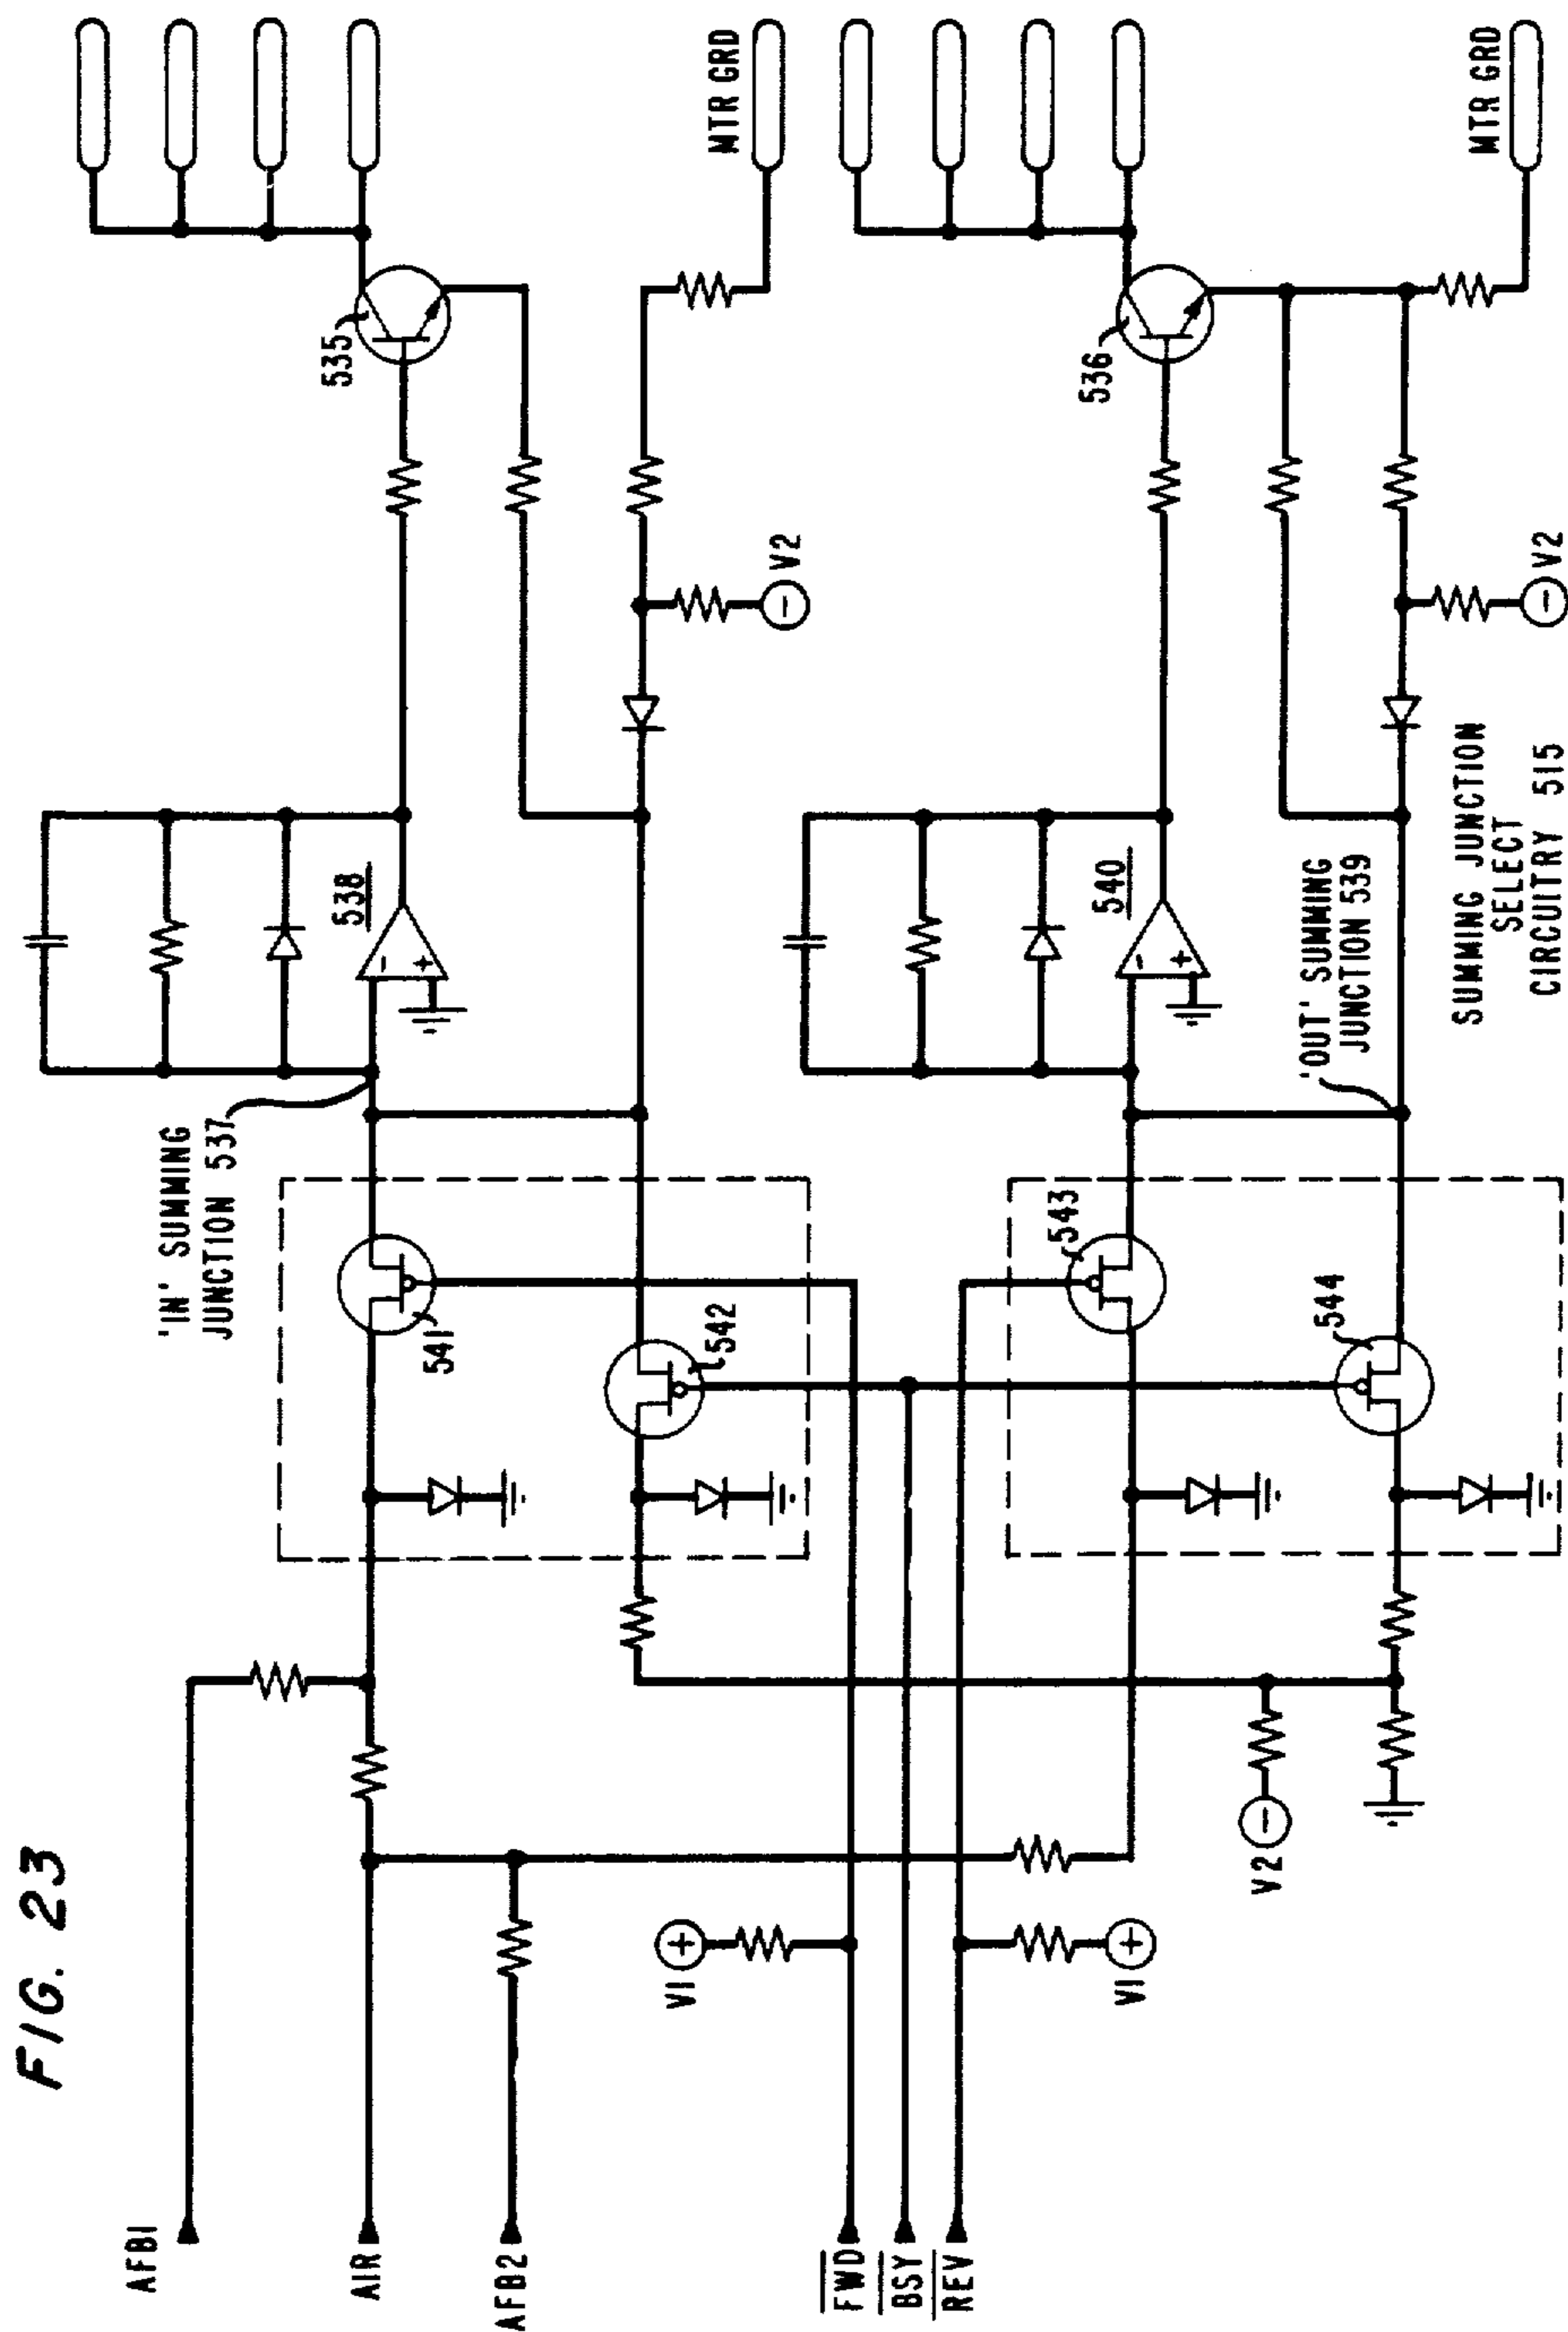 FIG. 23
AFB1
AIR
AFB2
FWD
BSY
REV
V1
V1
V2
'IN' SUMMING
JUNCTION 537
541
542
543
544
538
540
'OUT' SUMMING
JUNCTION 539
SUMMING JUNCTION
SELECT
CIRCUITRY 515
535
536
V2
V2
MTR GRD
MTR GRD
- +
- +